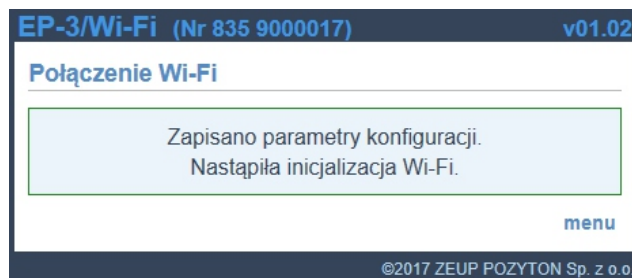 EP-3/Wi-Fi (Nr 835 9000017) v01.02
Połączenie Wi-Fi
Zapisano parametry konfiguracji.
Nastąpiła inicjalizacja Wi-Fi.
menu
©2017 ZEUP POZYTON Sp. z o.o